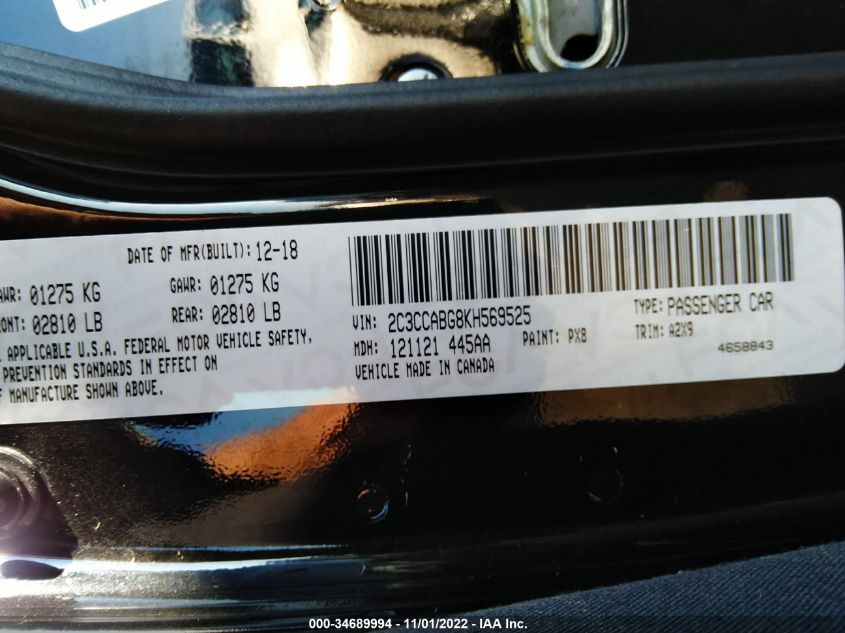 DATE OF MFR(BUILT): 12-18
GAWR: 01275 KG
01275 KG
02810 LB
REAR: 02810 LB
APPLICABLE U.S.A. FEDERAL MOTOR VEHICLE SAFETY,
PREVENTION STANDARDS IN EFFECT ON
MANUFACTURE SHOWN ABOVE.
VIN: 2C3CCABG8KH569525
TYPE: PASSENGER CAR
MDH: 121121 445AA
PAINT: PX8
TRIM: A2X9
VEHICLE MADE IN CANADA
4658843
000-34689994 - 11/01/2022 - IAA Inc.